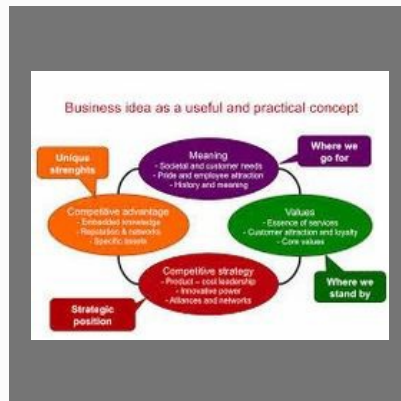 Business idea as a useful and practical concept
Unique
strenghts
Meaning
- Societal and customer needs
- Pride and employee attraction
- History and meaning
Where we
go for
Competitive advantage
- Embedded knowledge
- Reputation & networks
- Specific assets
Values
- Essence of services
- Customer attraction and loyalty
- Core values
Competitive strategy
- Product – cost leadership
- Innovative power
- Alliances and networks
Strategic
position
Where we
stand by